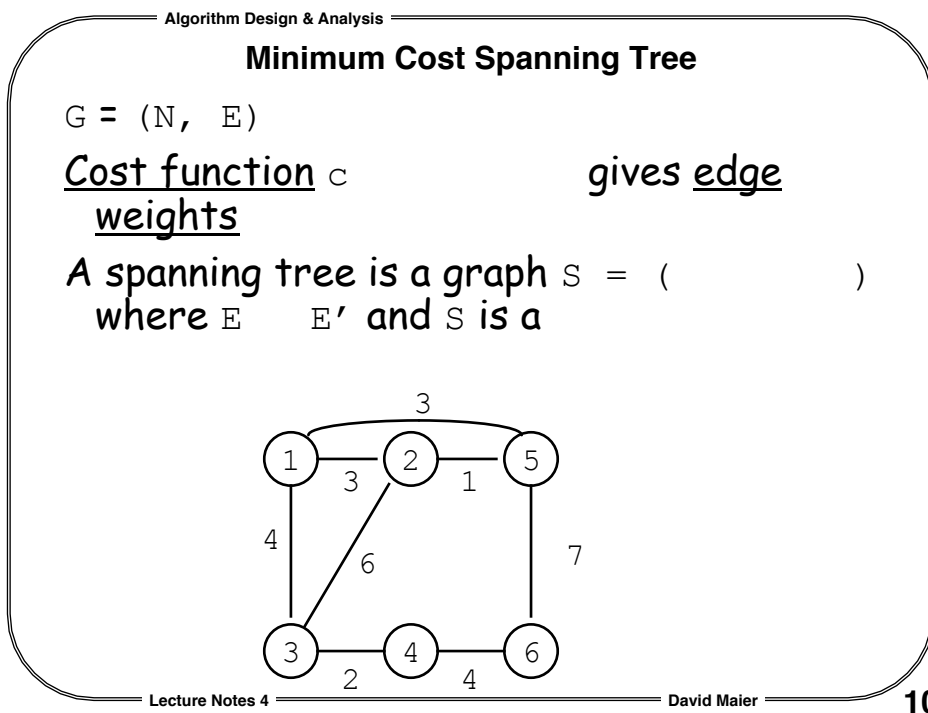 Algorithm Design & Analysis
Minimum Cost Spanning Tree
G = (N, E)
Cost function c gives edge
weights
A spanning tree is a graph S = ( )
where E E′ and S is a
3
1 2 5
3 1
4 6 7
3 4 6
2 4
Lecture Notes 4 David Maier